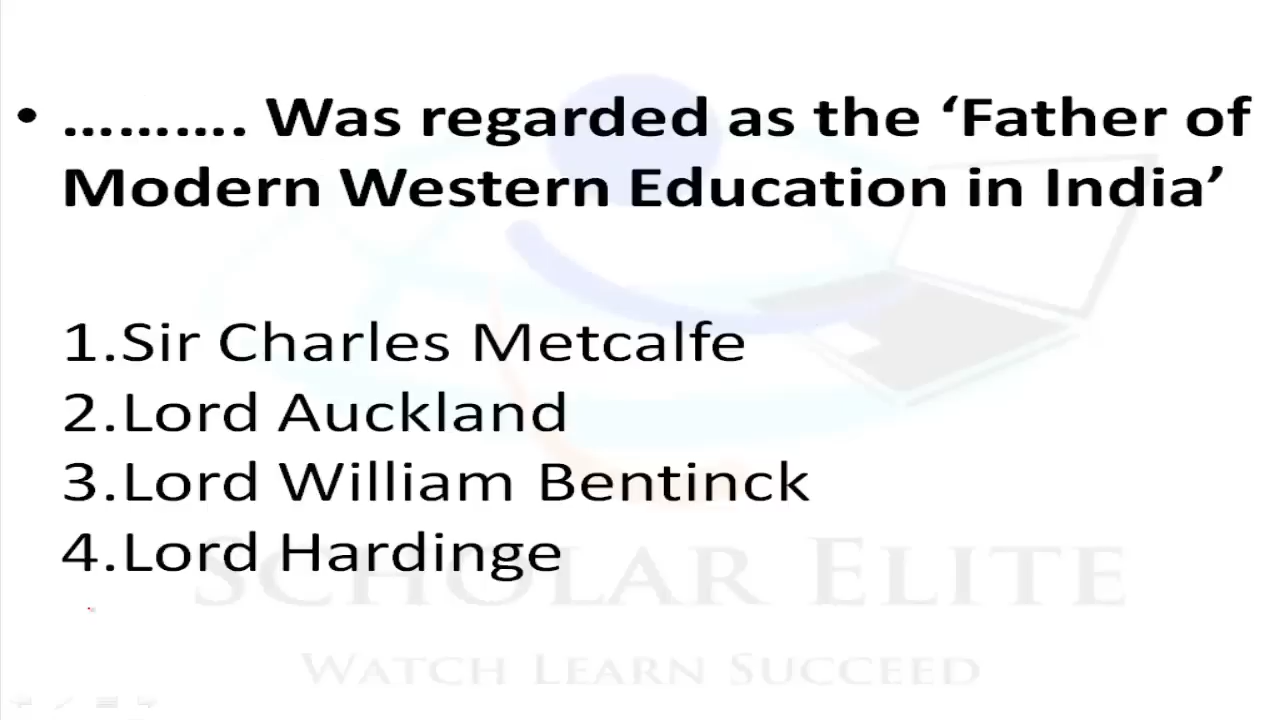 • ………. Was regarded as the ‘Father of
Modern Western Education in India’
1.Sir Charles Metcalfe
2.Lord Auckland
3.Lord William Bentinck
4.Lord Hardinge
SCHOLAR ELITE
WATCH LEARN SUCCEED